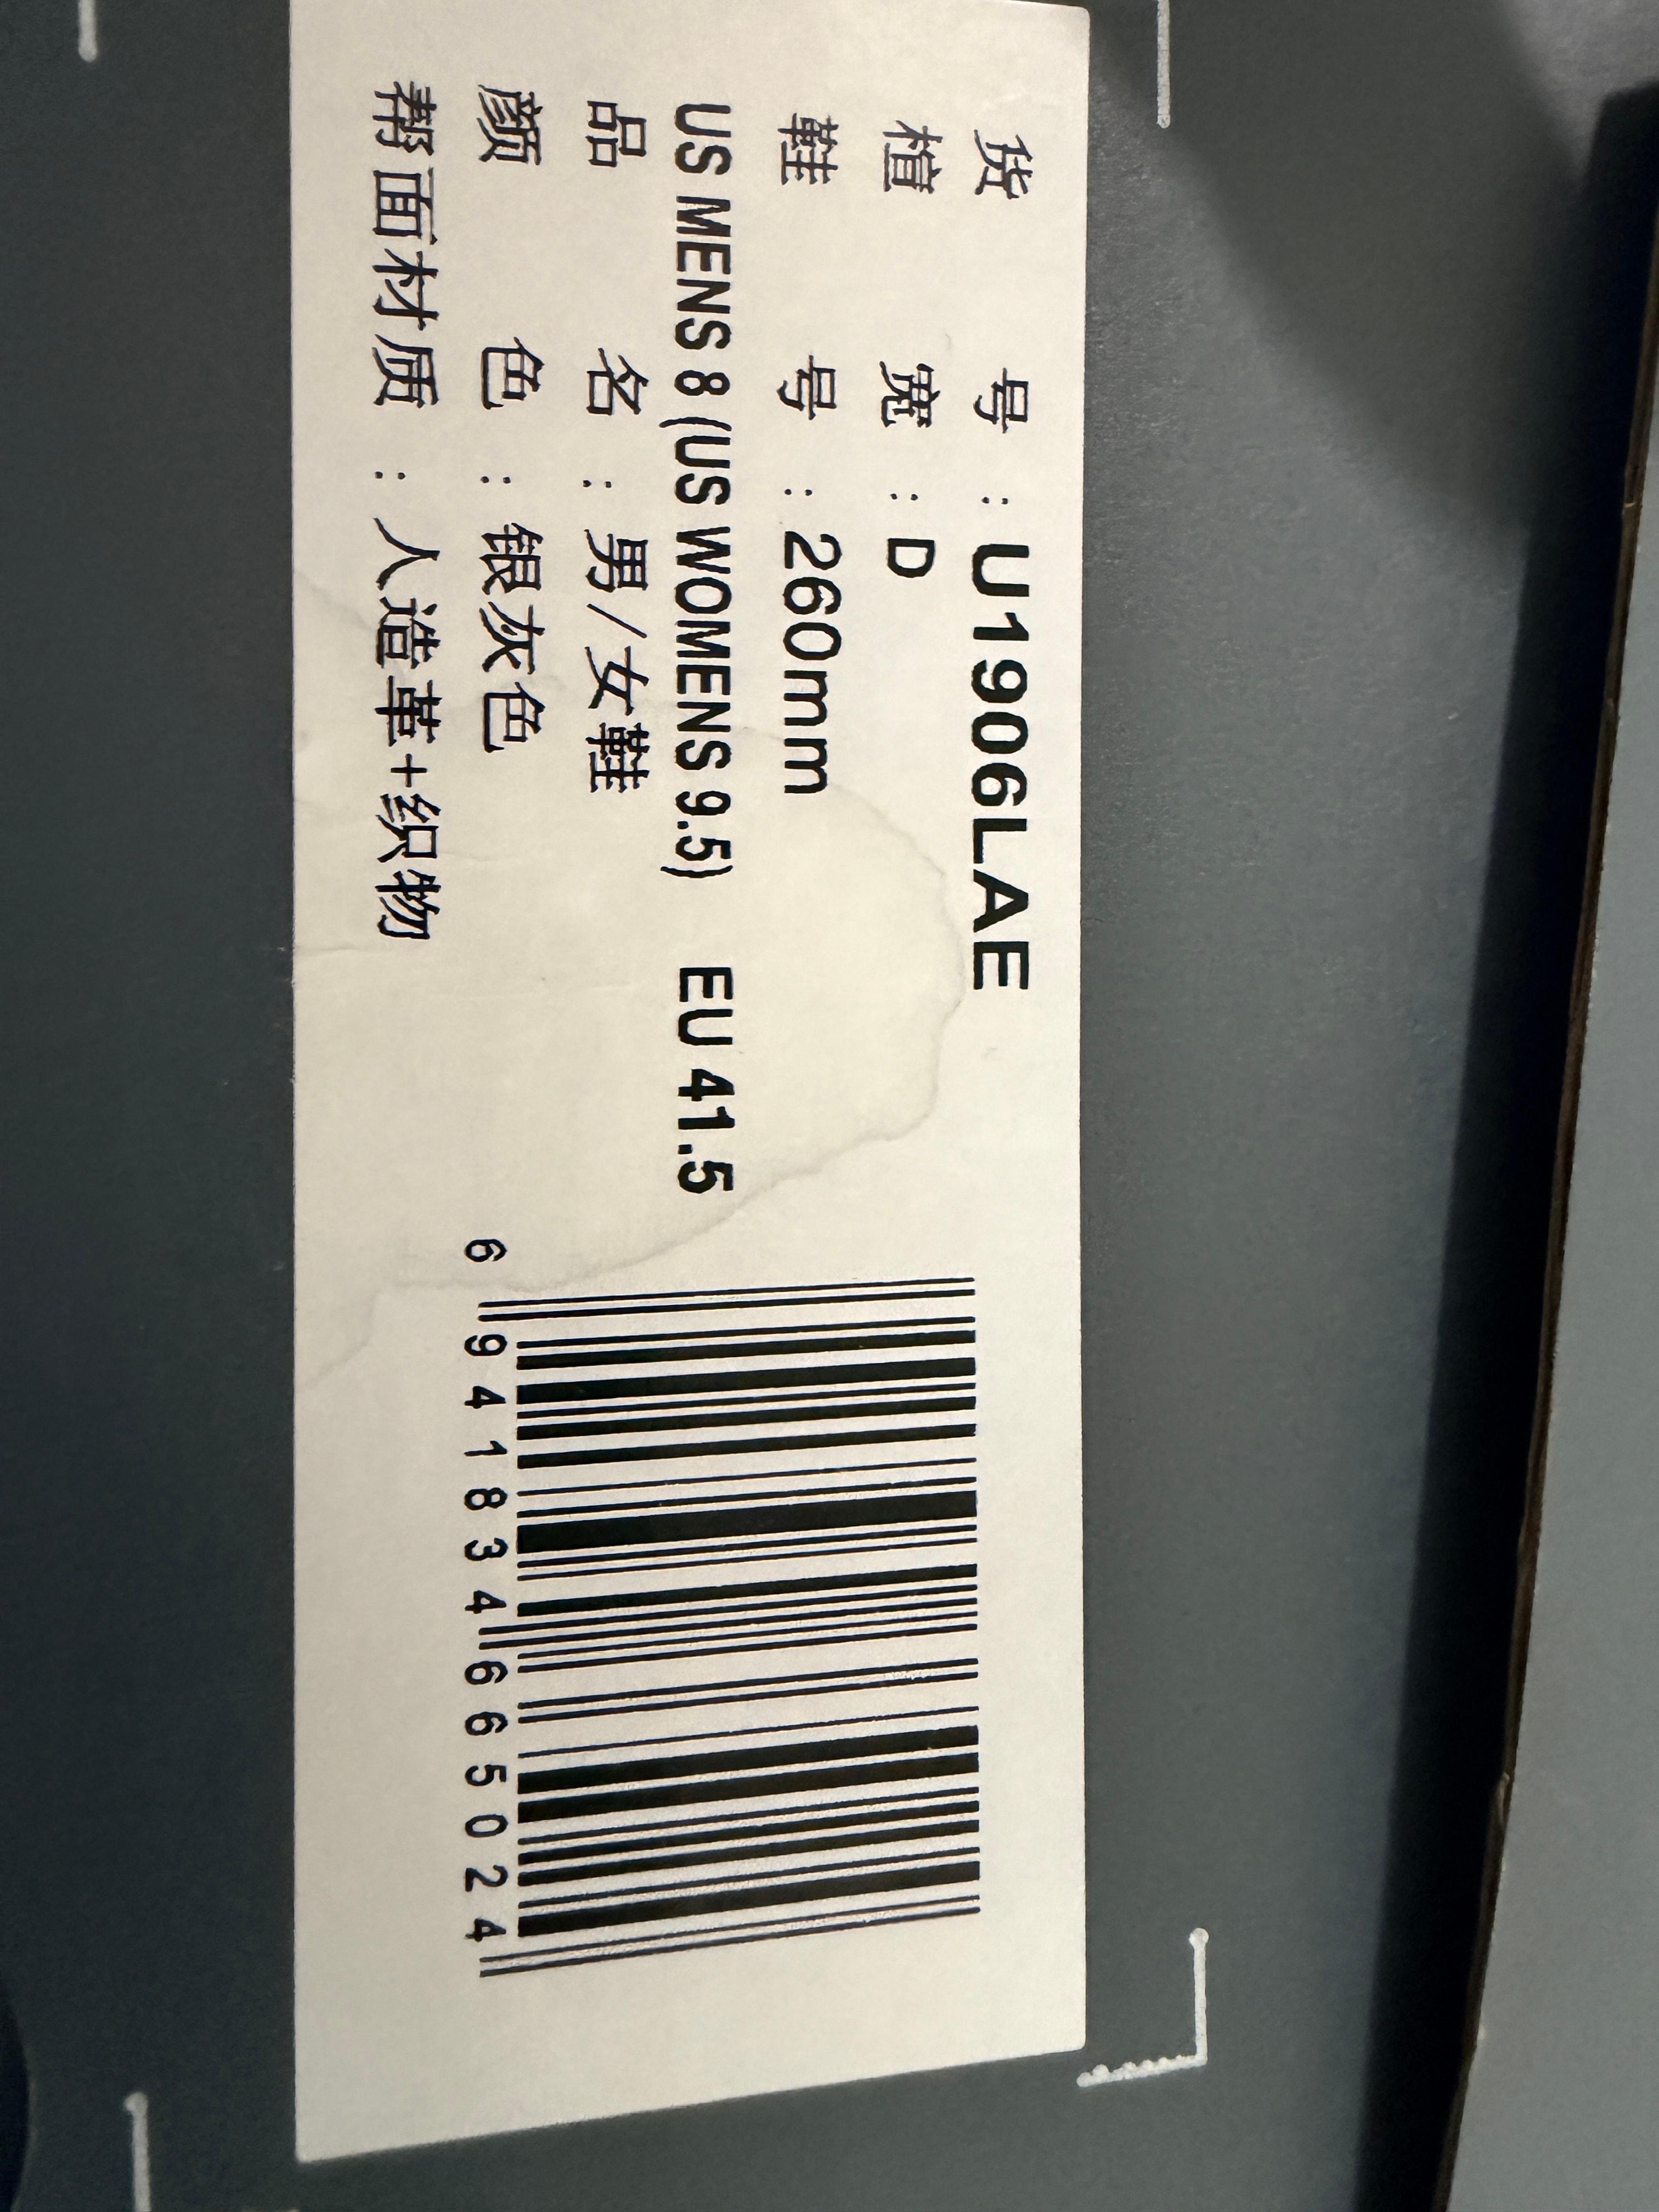 货号：U1906LAE
楦宽：D
鞋号：260mm
US MENS 8 (US WOMENS 9.5) EU 41.5
品名：男/女鞋
颜色：银灰色
帮面材质：人造革+织物
6 941834 665024